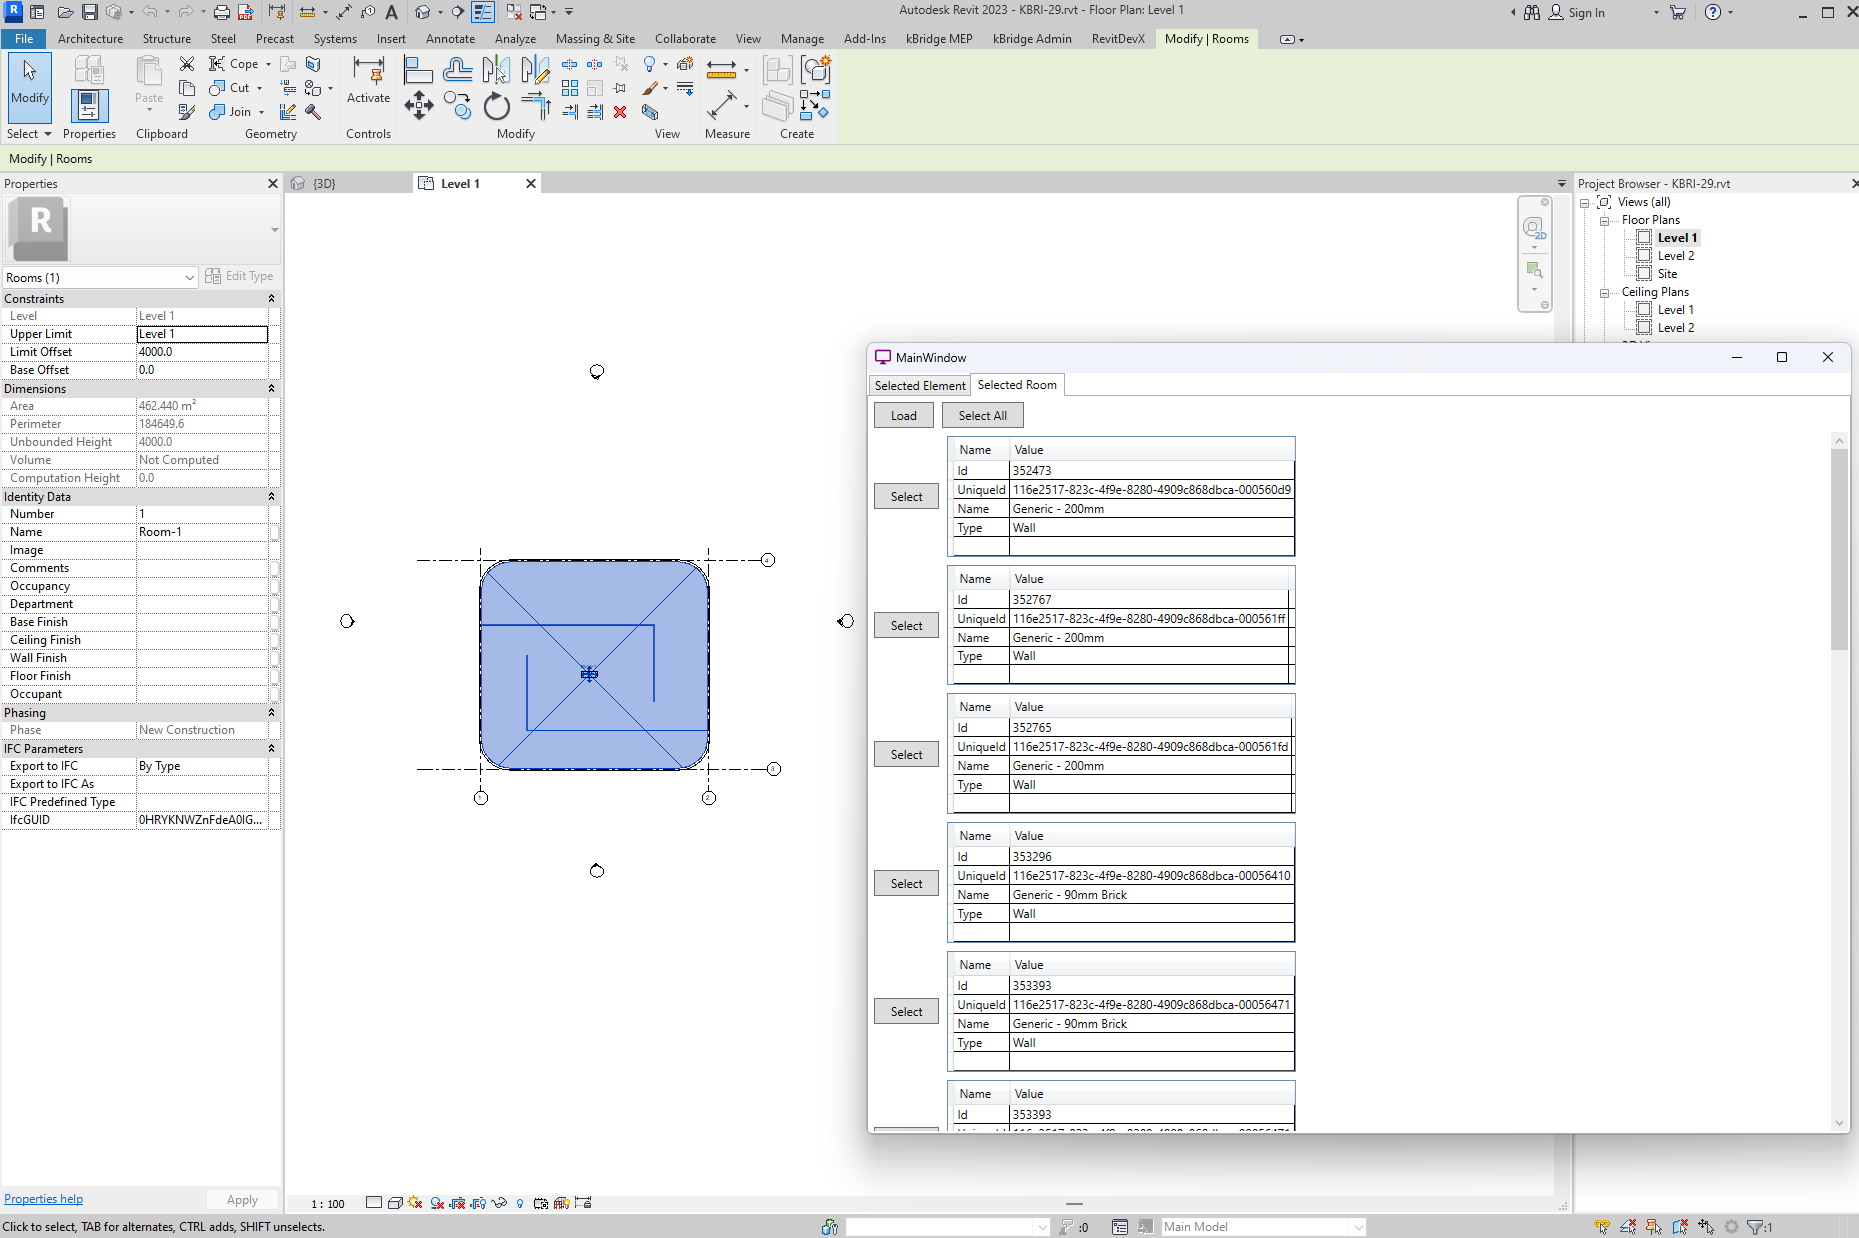 Autodesk Revit 2023 - KBRI-29.rvt - Floor Plan: Level 1
Sign In
File Architecture Structure Steel Precast Systems Insert Annotate Analyze Massing & Site Collaborate View Manage Add-Ins kBridge MEP kBridge Admin RevitDevX Modify | Rooms
Modify
Paste
Cope
Cut
Join
Activate
Select Properties Clipboard Geometry Controls Modify View Measure Create
Modify | Rooms
Properties
{3D}
Level 1
Project Browser - KBRI-29.rvt
R
Rooms (1)
Edit Type
Constraints
Level Level 1
Upper Limit Level 1
Limit Offset 4000.0
Base Offset 0.0
Dimensions
Area 462.440 m²
Perimeter 184649.6
Unbounded Height 4000.0
Volume Not Computed
Computation Height 0.0
Identity Data
Number 1
Name Room-1
Image
Comments
Occupancy
Department
Base Finish
Ceiling Finish
Wall Finish
Floor Finish
Occupant
Phasing
Phase New Construction
IFC Parameters
Export to IFC By Type
Export to IFC As
IFC Predefined Type
IfcGUID 0HRYKNWZnFdeA0IG...
Properties help
Apply
2D
Views (all)
Floor Plans
Level 1
Level 2
Site
Ceiling Plans
Level 1
Level 2
4
3
1
2
MainWindow
Selected Element Selected Room
Load Select All
Select
Name Value
Id 352473
UniqueId 116e2517-823c-4f9e-8280-4909c868dbca-000560d9
Name Generic - 200mm
Type Wall
Select
Name Value
Id 352767
UniqueId 116e2517-823c-4f9e-8280-4909c868dbca-000561ff
Name Generic - 200mm
Type Wall
Select
Name Value
Id 352765
UniqueId 116e2517-823c-4f9e-8280-4909c868dbca-000561fd
Name Generic - 200mm
Type Wall
Select
Name Value
Id 353296
UniqueId 116e2517-823c-4f9e-8280-4909c868dbca-00056410
Name Generic - 90mm Brick
Type Wall
Select
Name Value
Id 353393
UniqueId 116e2517-823c-4f9e-8280-4909c868dbca-00056471
Name Generic - 90mm Brick
Type Wall
Name Value
Id 353393
1 : 100
Click to select, TAB for alternates, CTRL adds, SHIFT unselects.
:0
Main Model
:1